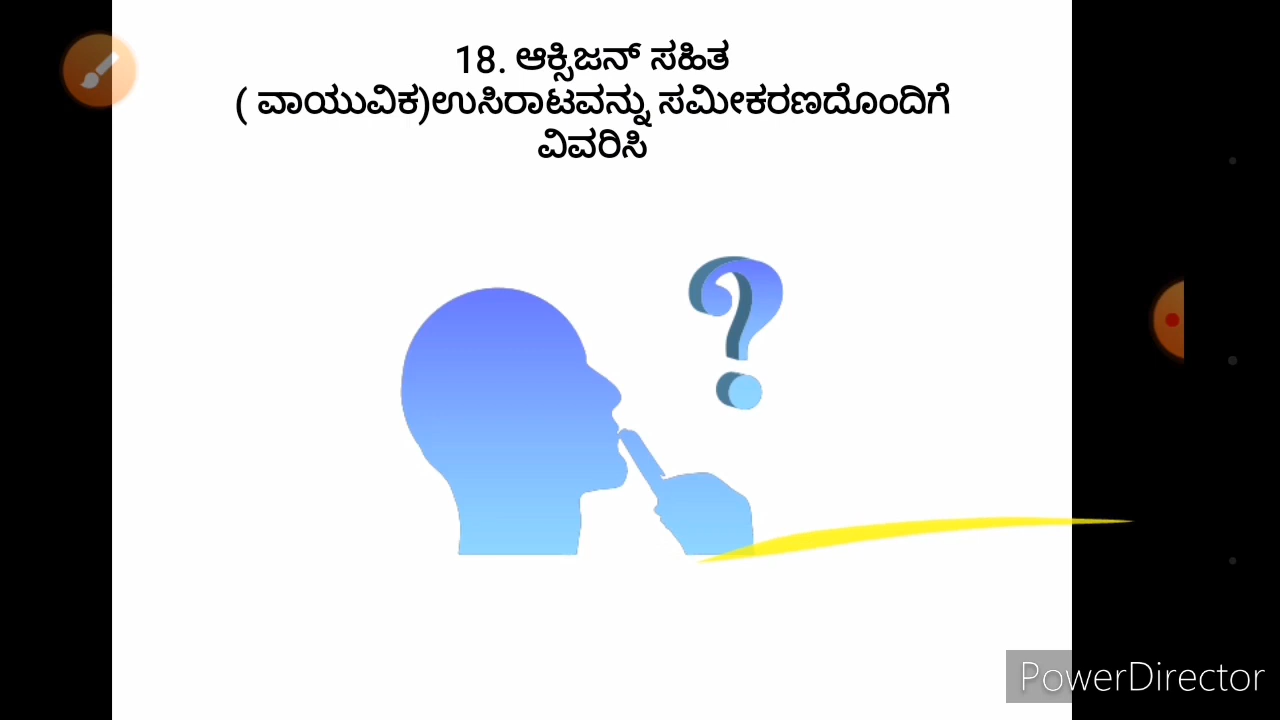 18. ಆಕ್ಸಿಜನ್ ಸಹಿತ
( ವಾಯುವಿಕ)ಉಸಿರಾಟವನ್ನು ಸಮೀಕರಣದೊಂದಿಗೆ
ವಿವರಿಸಿ
?
PowerDirector